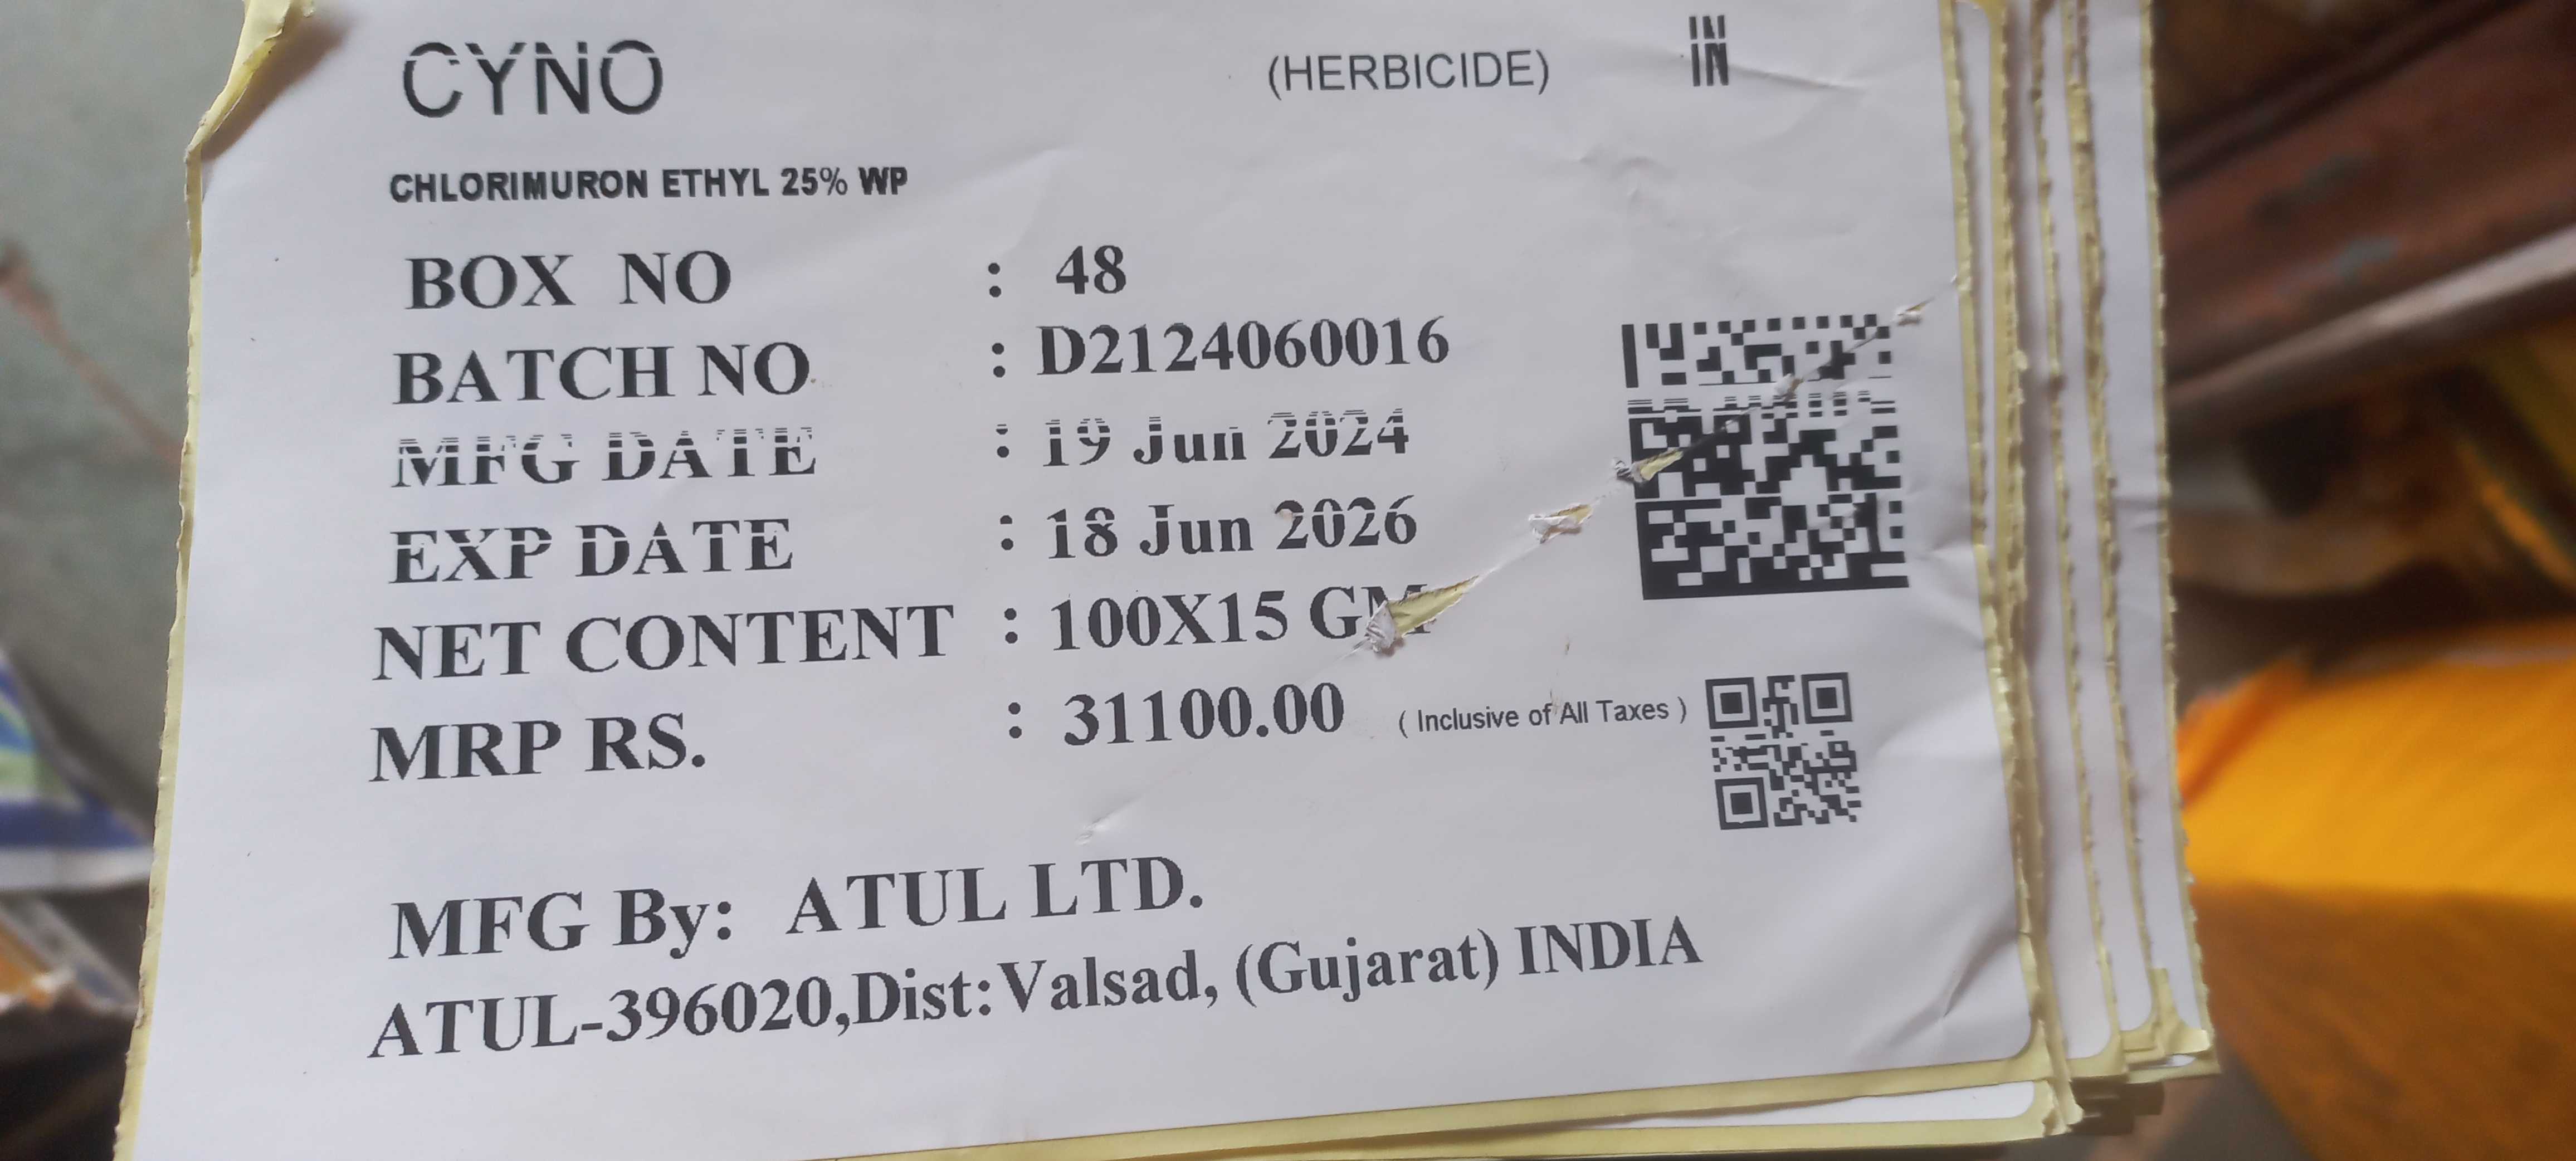 CYNO (HERBICIDE) IN
CHLORIMURON ETHYL 25% WP
BOX NO : 48
BATCH NO : D2124060016
MFG DATE : 19 Jun 2024
EXP DATE : 18 Jun 2026
NET CONTENT : 100X15 GM
MRP RS. : 31100.00 ( Inclusive of All Taxes )
MFG By: ATUL LTD.
ATUL-396020,Dist:Valsad, (Gujarat) INDIA